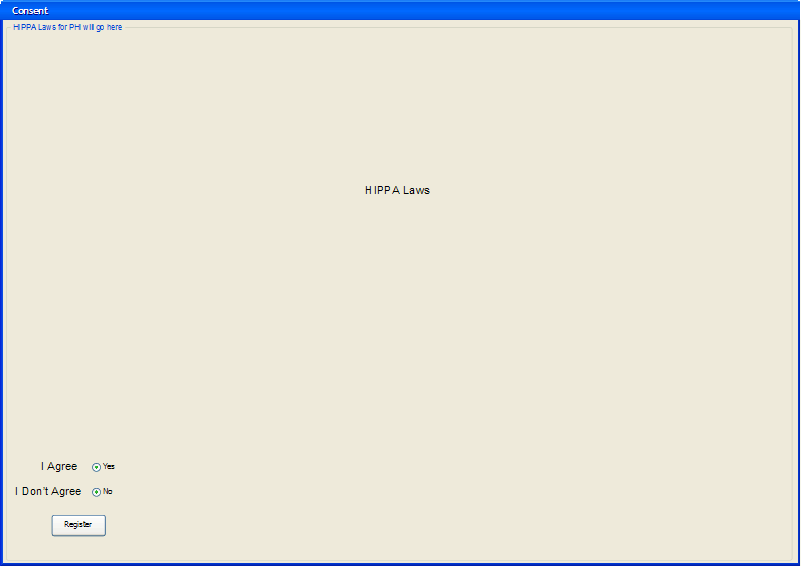 Consent
HIPPA Laws for PHI will go here
HIPPA Laws
I Agree Yes
I Don't Agree No
Register